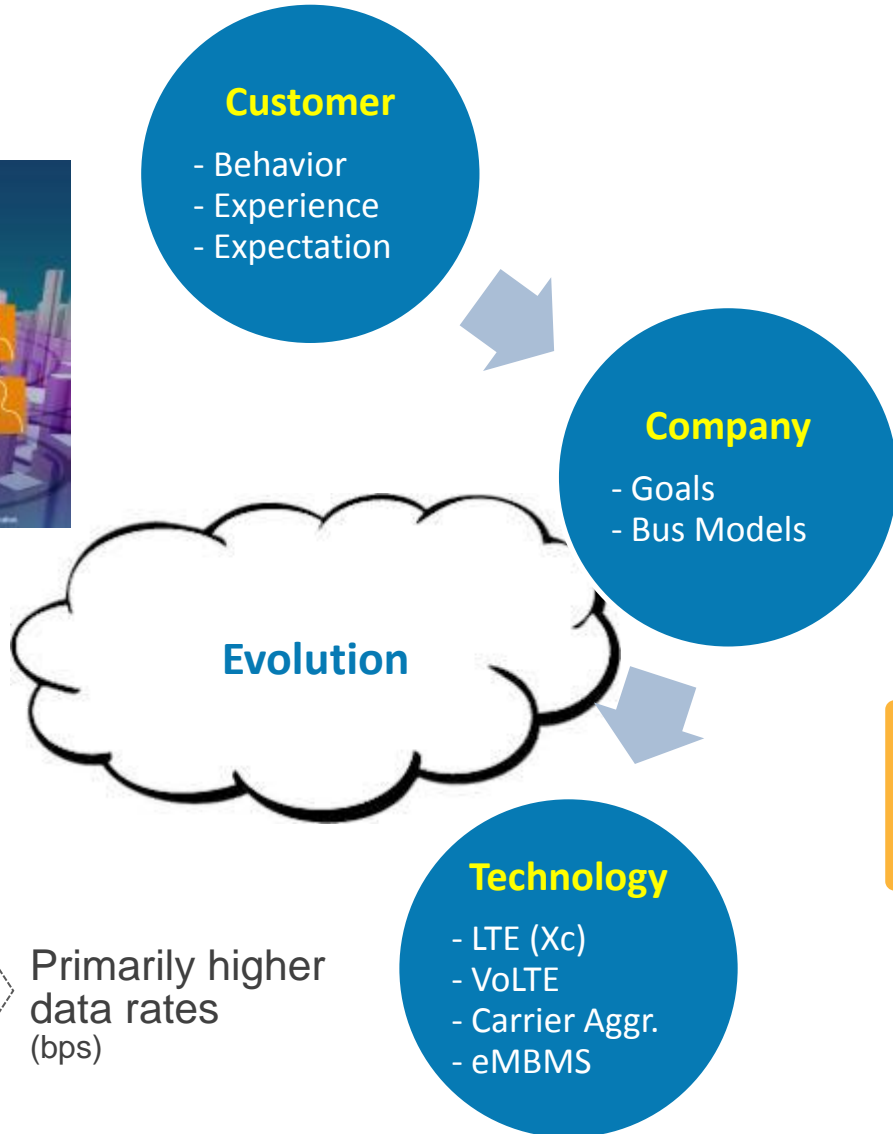 Customer
- Behavior
- Experience
- Expectation
Company
- Goals
- Bus Models
Evolution
Technology
- LTE (Xc)
- VoLTE
- Carrier Aggr.
- eMBMS
Primarily higher
data rates
(bps)